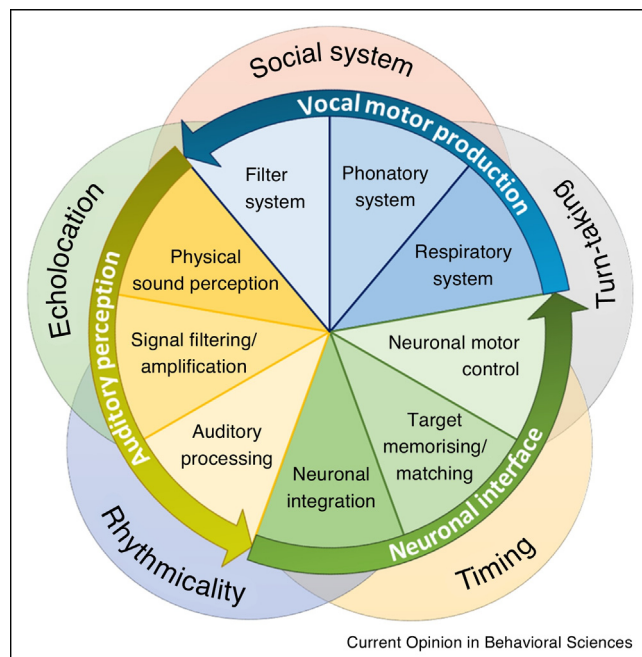 Social system
Vocal motor production
Turn-taking
Echolocation
Filter
system
Phonatory
system
Respiratory
system
Auditory perception
Physical
sound perception
Signal filtering/
amplification
Auditory
processing
Neuronal
integration
Target
memorising/
matching
Neuronal motor
control
Neuronal interface
Rhythmicality
Timing
Current Opinion in Behavioral Sciences